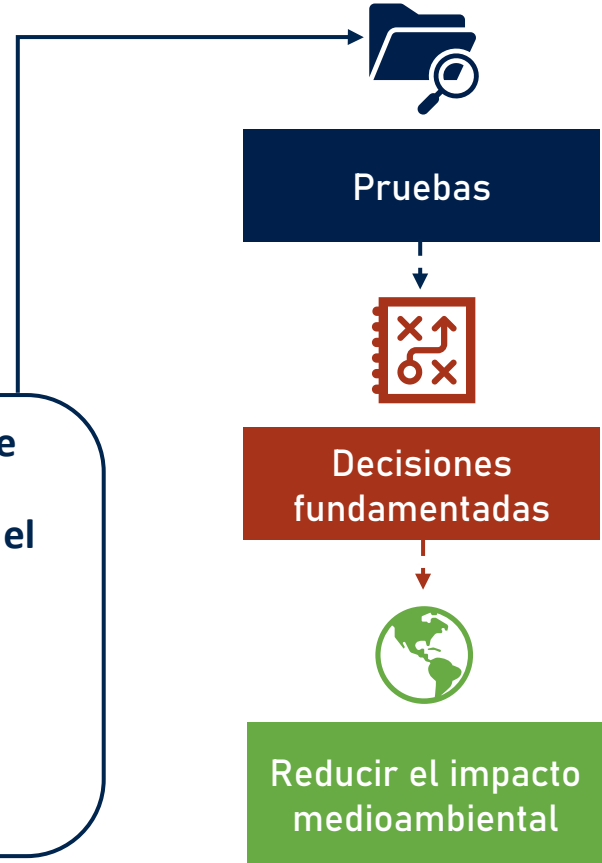 Pruebas
Decisiones
fundamentadas
el
Reducir el impacto
medioambiental